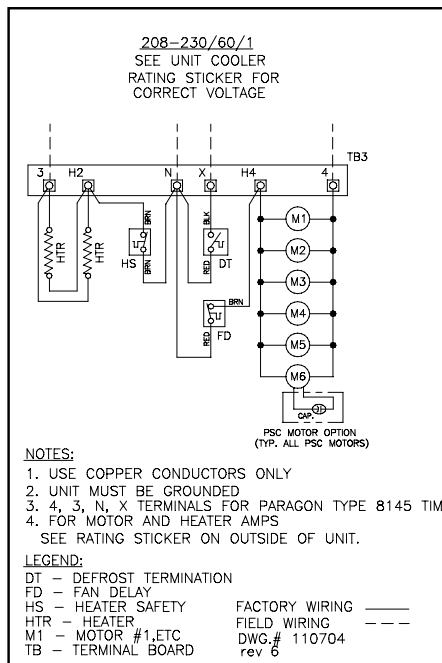 208-230/60/1
SEE UNIT COOLER
RATING STICKER FOR
CORRECT VOLTAGE
TB3
3 H2 N X H4 4
HTR HTR BRN HS BRN BLK RED DT
BRN RED FD
M1
M2
M3
M4
M5
M6
CAP.
PSC MOTOR OPTION
(TYP. ALL PSC MOTORS)
NOTES:
1. USE COPPER CONDUCTORS ONLY
2. UNIT MUST BE GROUNDED
3. 4, 3, N, X TERMINALS FOR PARAGON TYPE 8145 TIM
4. FOR MOTOR AND HEATER AMPS
SEE RATING STICKER ON OUTSIDE OF UNIT.
LEGEND:
DT - DEFROST TERMINATION
FD - FAN DELAY
HS - HEATER SAFETY
HTR - HEATER
M1 - MOTOR #1,ETC
TB - TERMINAL BOARD
FACTORY WIRING
FIELD WIRING
DWG.# 110704
rev 6